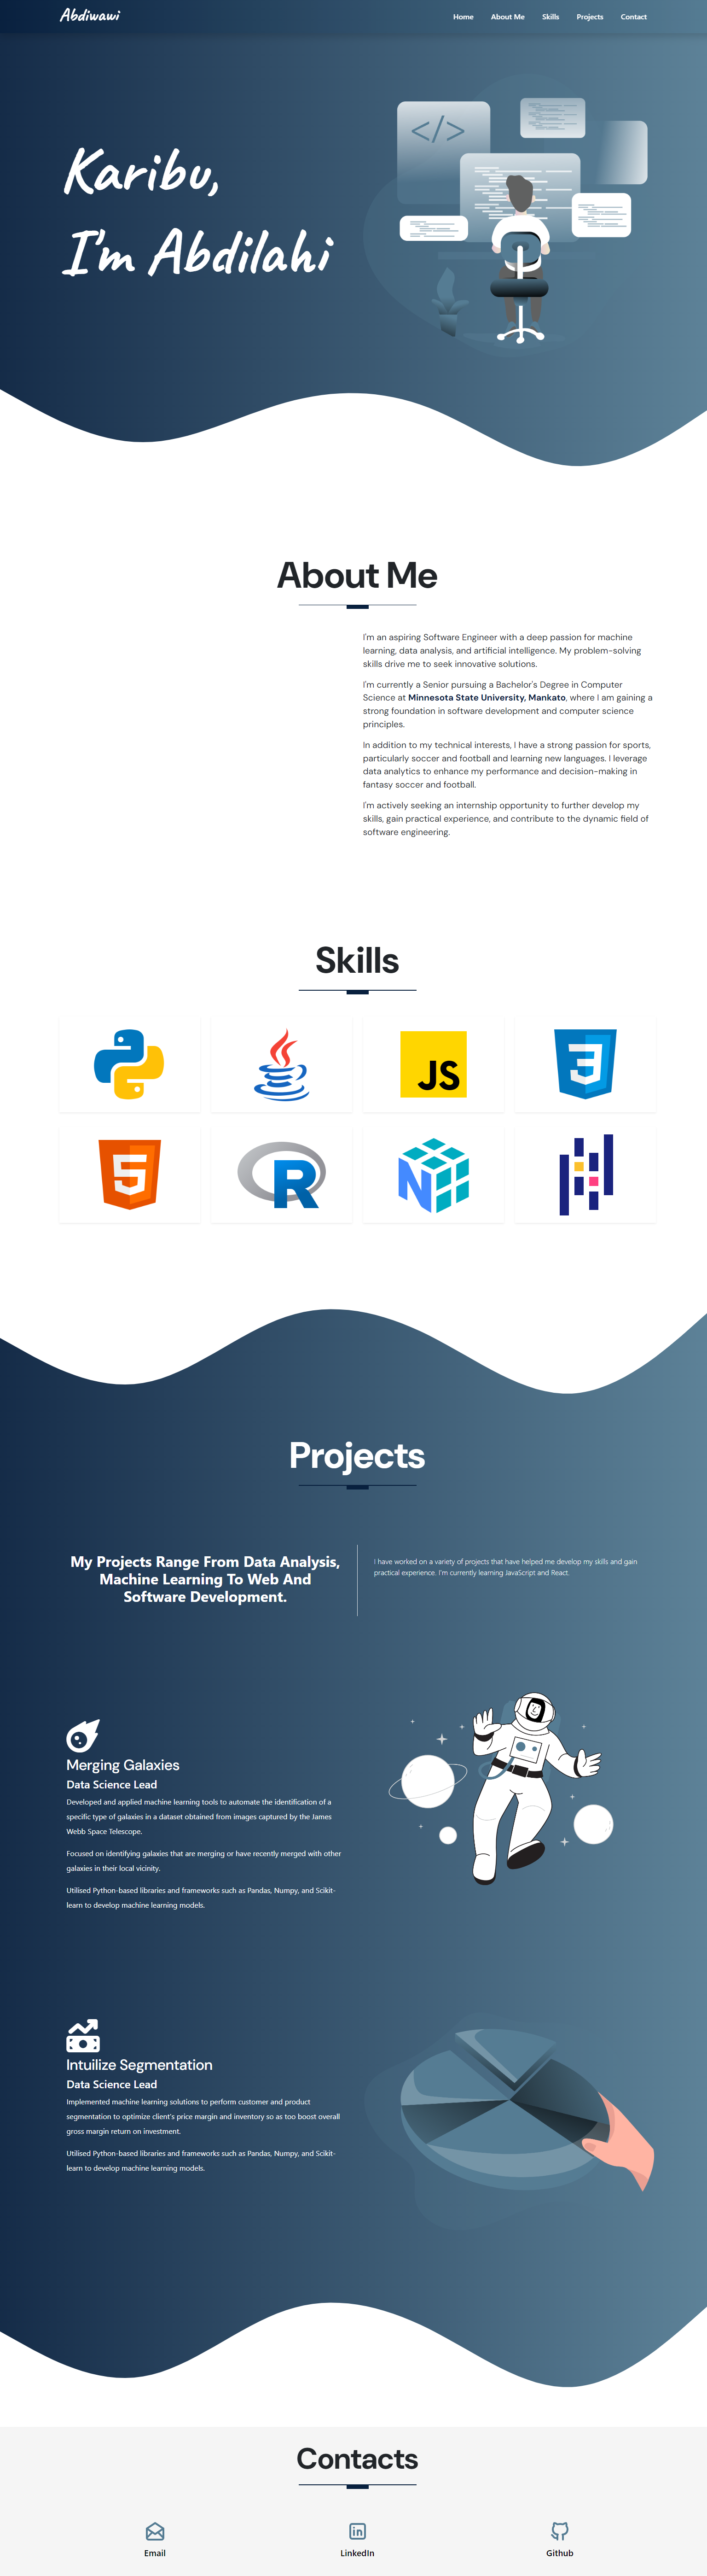 Abdiwawi
Home
About Me
Skills
Projects
Contact
</>
Karibu,
I'm Abdilahi
About Me
I'm an aspiring Software Engineer with a deep passion for machine
learning, data analysis, and artificial intelligence. My problem-solving
skills drive me to seek innovative solutions.
I'm currently a Senior pursuing a Bachelor's Degree in Computer
Science at Minnesota State University, Mankato, where I am gaining a
strong foundation in software development and computer science
principles.
In addition to my technical interests, I have a strong passion for sports,
particularly soccer and football and learning new languages. I leverage
data analytics to enhance my performance and decision-making in
fantasy soccer and football.
I'm actively seeking an internship opportunity to further develop my
skills, gain practical experience, and contribute to the dynamic field of
software engineering.
Skills
JS
3
5
R
N
Projects
My Projects Range From Data Analysis,
Machine Learning To Web And
Software Development.
I have worked on a variety of projects that have helped me develop my skills and gain
practical experience. I'm currently learning JavaScript and React.
Merging Galaxies
Data Science Lead
Developed and applied machine learning tools to automate the identification of a
specific type of galaxies in a dataset obtained from images captured by the James
Webb Space Telescope.
Focused on identifying galaxies that are merging or have recently merged with other
galaxies in their local vicinity.
Utilised Python-based libraries and frameworks such as Pandas, Numpy, and Scikit-
learn to develop machine learning models.
Intuilize Segmentation
Data Science Lead
Implemented machine learning solutions to perform customer and product
segmentation to optimize client's price margin and inventory so as too boost overall
gross margin return on investment.
Utilised Python-based libraries and frameworks such as Pandas, Numpy, and Scikit-
learn to develop machine learning models.
Contacts
in
Email
LinkedIn
Github